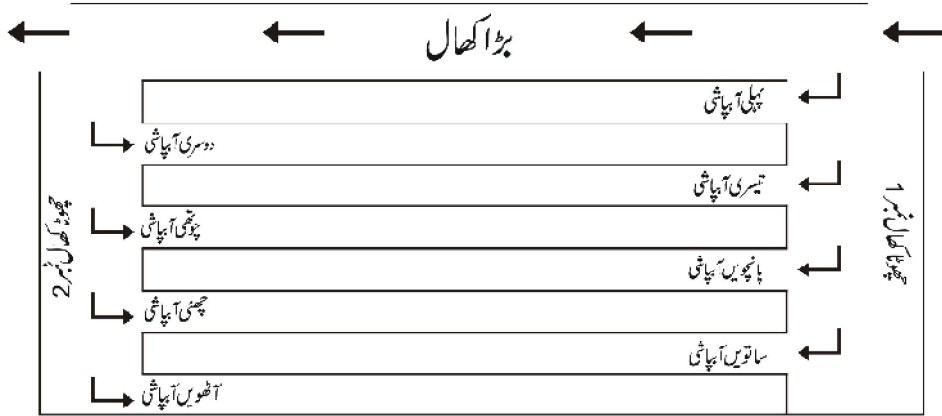 بڑا کھال
پہلی آبپاشی
دوسری آبپاشی
تیسری آبپاشی
چوتھی آبپاشی
پانچویں آبپاشی
چھٹی آبپاشی
ساتویں آبپاشی
آٹھویں آبپاشی
چھوٹا کھال نمبر 1
چھوٹا کھال نمبر 2